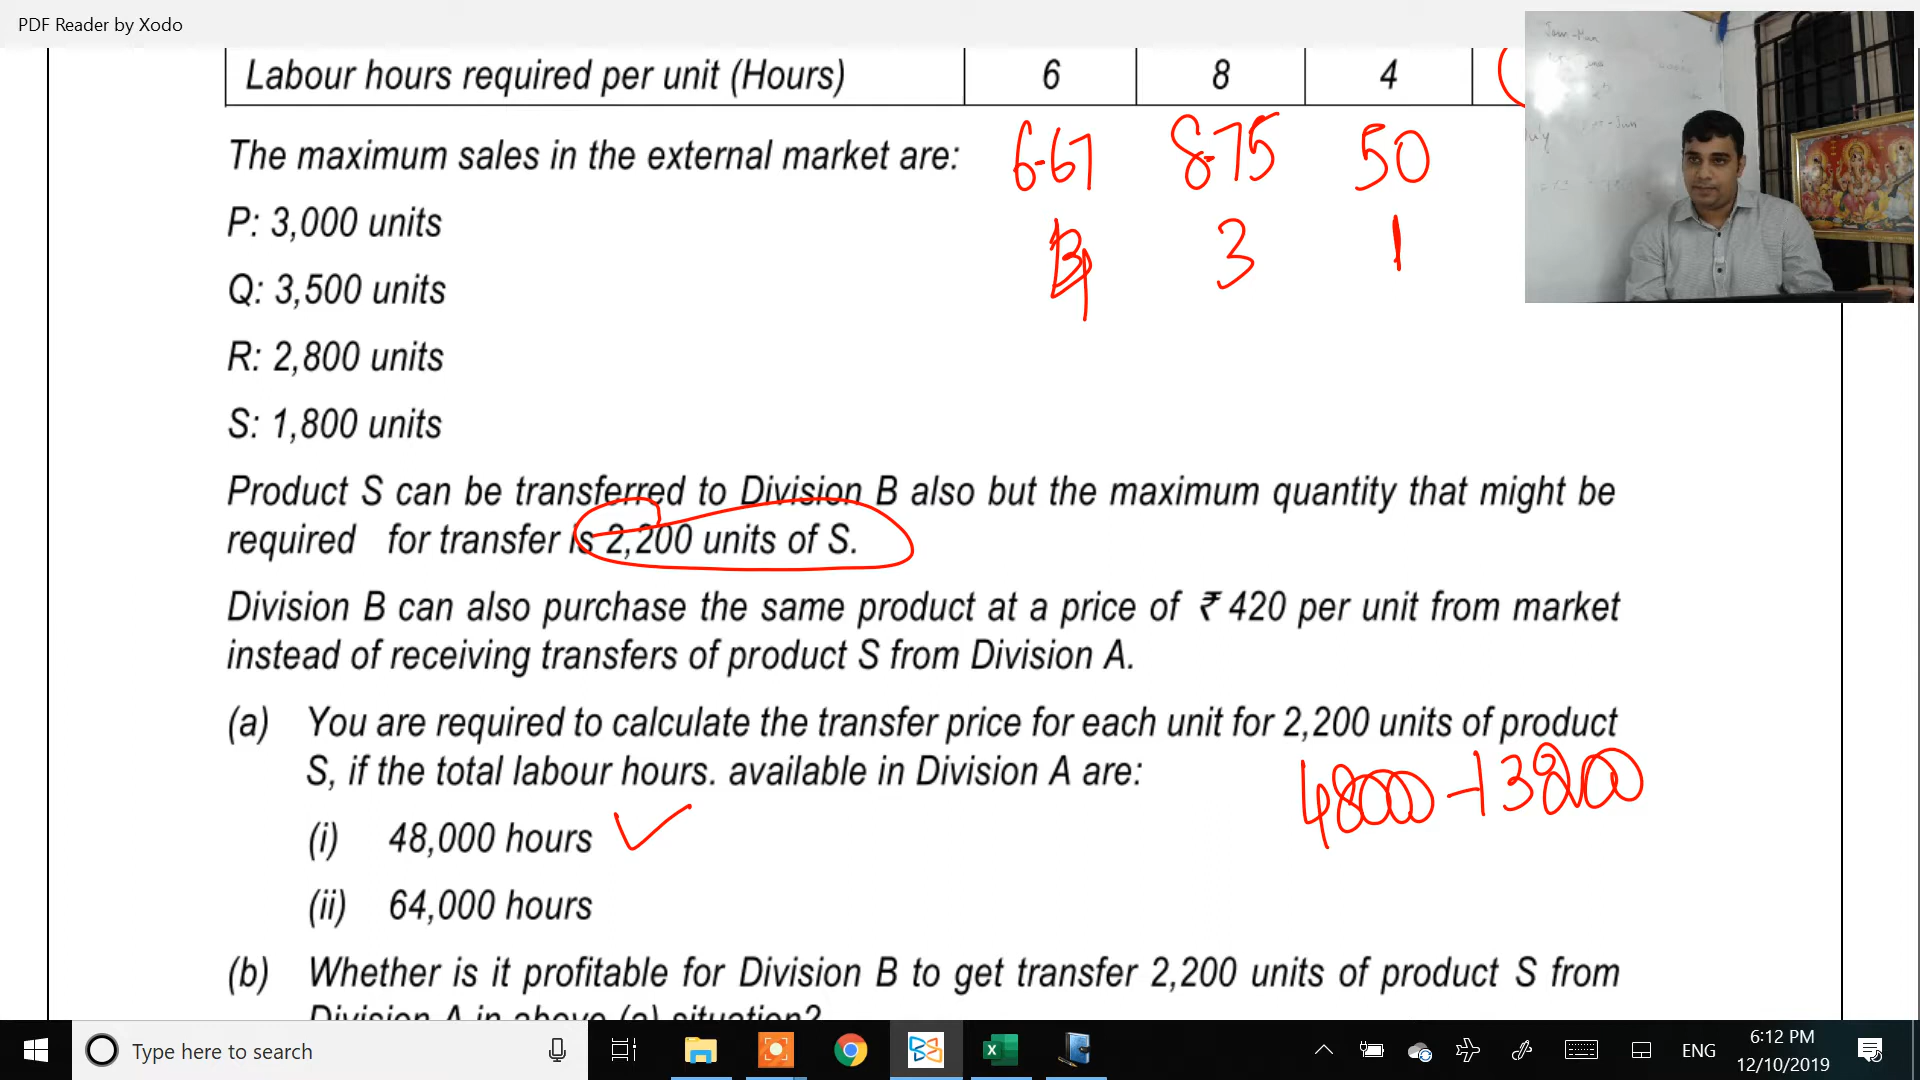 PDF Reader by Xodo
Labour hours required per unit (Hours) 6 8 4
The maximum sales in the external market are: 6.67 8.75 50
P: 3,000 units
3 1
Q: 3,500 units
R: 2,800 units
S: 1,800 units
Product S can be transferred to Division B also but the maximum quantity that might be
required for transfer is 2,200 units of S.
Division B can also purchase the same product at a price of ₹ 420 per unit from market
instead of receiving transfers of product S from Division A.
(a) You are required to calculate the transfer price for each unit for 2,200 units of product
S, if the total labour hours. available in Division A are:
48000 - 13200
(i) 48,000 hours
(ii) 64,000 hours
(b) Whether is it profitable for Division B to get transfer 2,200 units of product S from
Division A in above (a) situation?
Type here to search
ENG
6:12 PM
12/10/2019